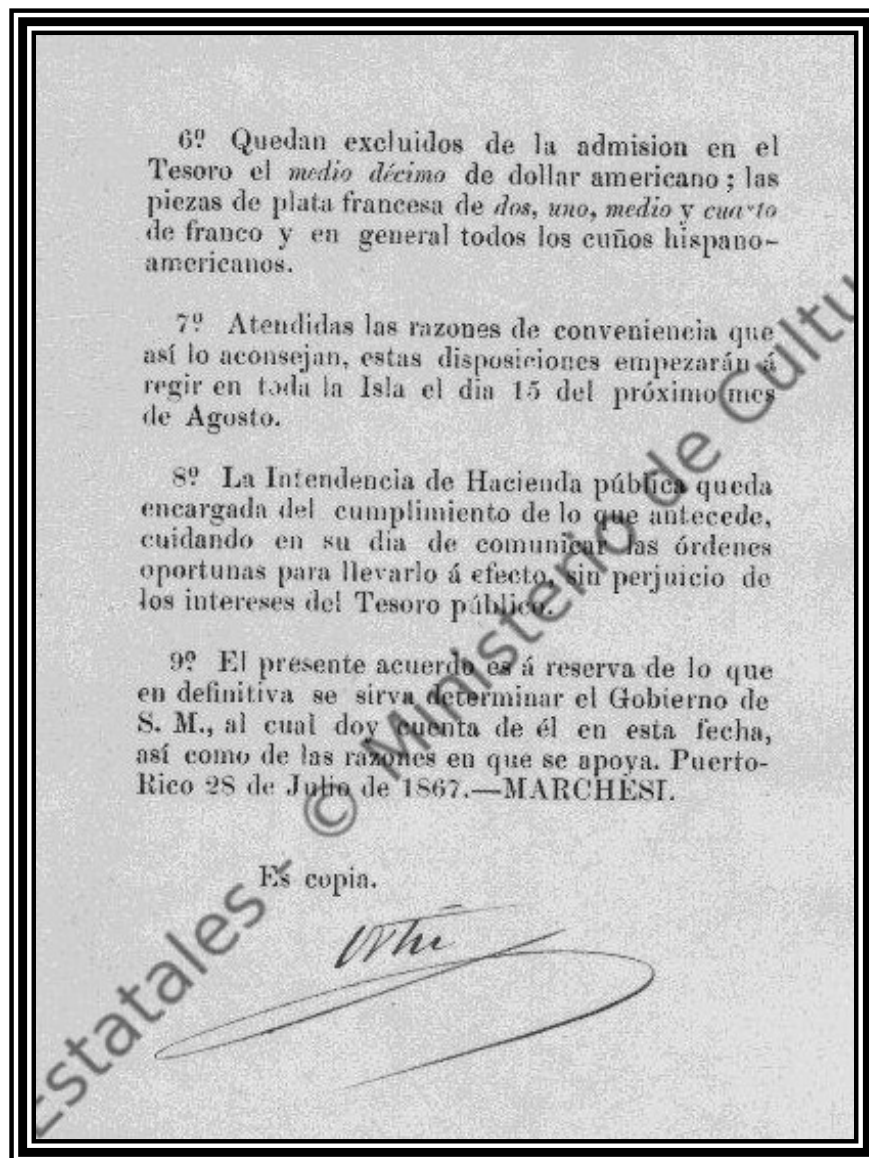 6º Quedan excluidos de la admision en el
Tesoro el medio décimo de dollar americano; las
piezas de plata francesa de dos, uno, medio y cuarto
de franco y en general todos los cuños hispano-
americanos.
7º Atendidas las razones de conveniencia que
así lo aconsejan, estas disposiciones empezarán á
regir en toda la Isla el dia 15 del próximo mes
de Agosto.
8º La Intendencia de Hacienda pública queda
encargada del cumplimiento de lo que antecede,
cuidando en su dia de comunicar las órdenes
oportunas para llevarlo á efecto, sin perjuicio de
los intereses del Tesoro público.
9º El presente acuerdo es á reserva de lo que
en definitiva se sirva determinar el Gobierno de
S. M., al cual doy cuenta de él en esta fecha,
así como de las razones en que se apoya. Puerto-
Rico 28 de Julio de 1867.—MARCHESI.
Es copia.
Estatales - © Ministerio de Cultu